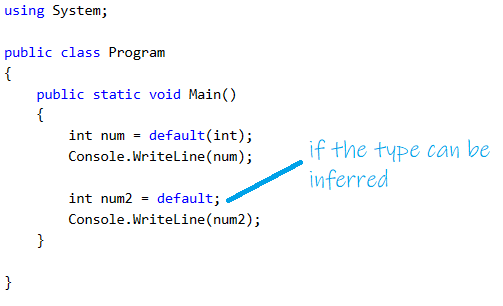 using System;
public class Program
{
public static void Main()
{
int num = default(int);
Console.WriteLine(num);
if the type can be
inferred
int num2 = default;
Console.WriteLine(num2);
}
}